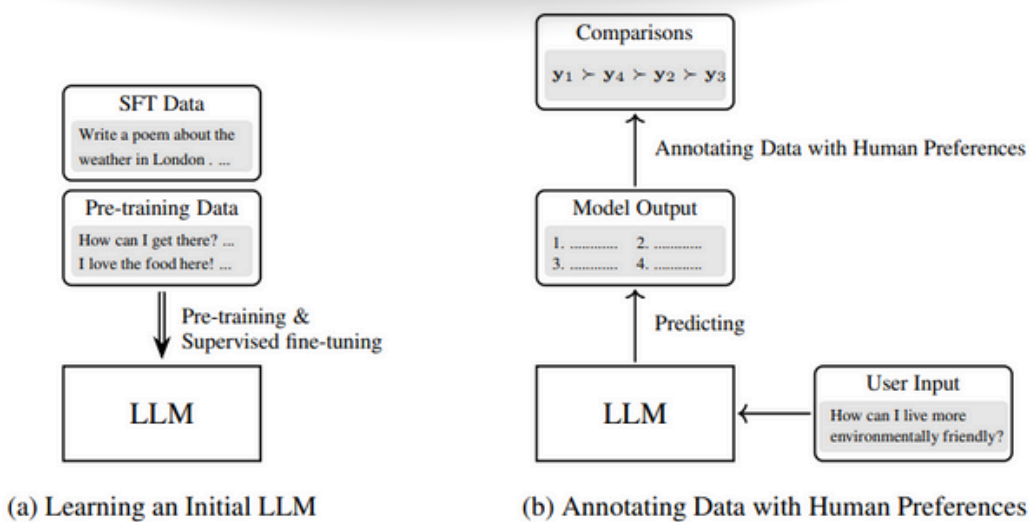 SFT Data
Write a poem about the
weather in London . ...
Pre-training Data
How can I get there? ...
I love the food here! ...
Pre-training &
Supervised fine-tuning
LLM
(a) Learning an Initial LLM
Comparisons
y₁ ≻ y₄ ≻ y₂ ≻ y₃
Annotating Data with Human Preferences
Model Output
1. ............ 2. ............
3. ............ 4. ............
Predicting
LLM
User Input
How can I live more
environmentally friendly?
(b) Annotating Data with Human Preferences